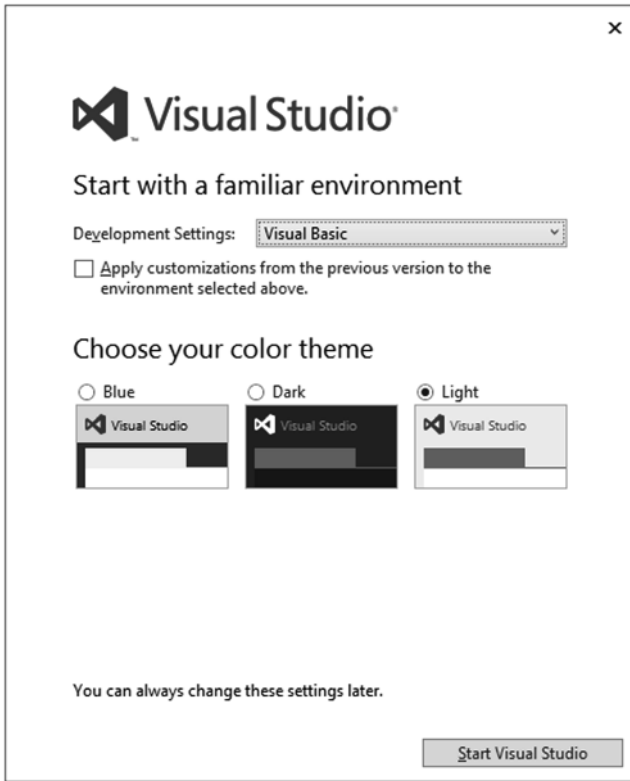 Visual Studio
™
Start with a familiar environment
Development Settings: Visual Basic
Apply customizations from the previous version to the
environment selected above.
Choose your color theme
Blue Dark Light
Visual Studio Visual Studio Visual Studio
You can always change these settings later.
Start Visual Studio